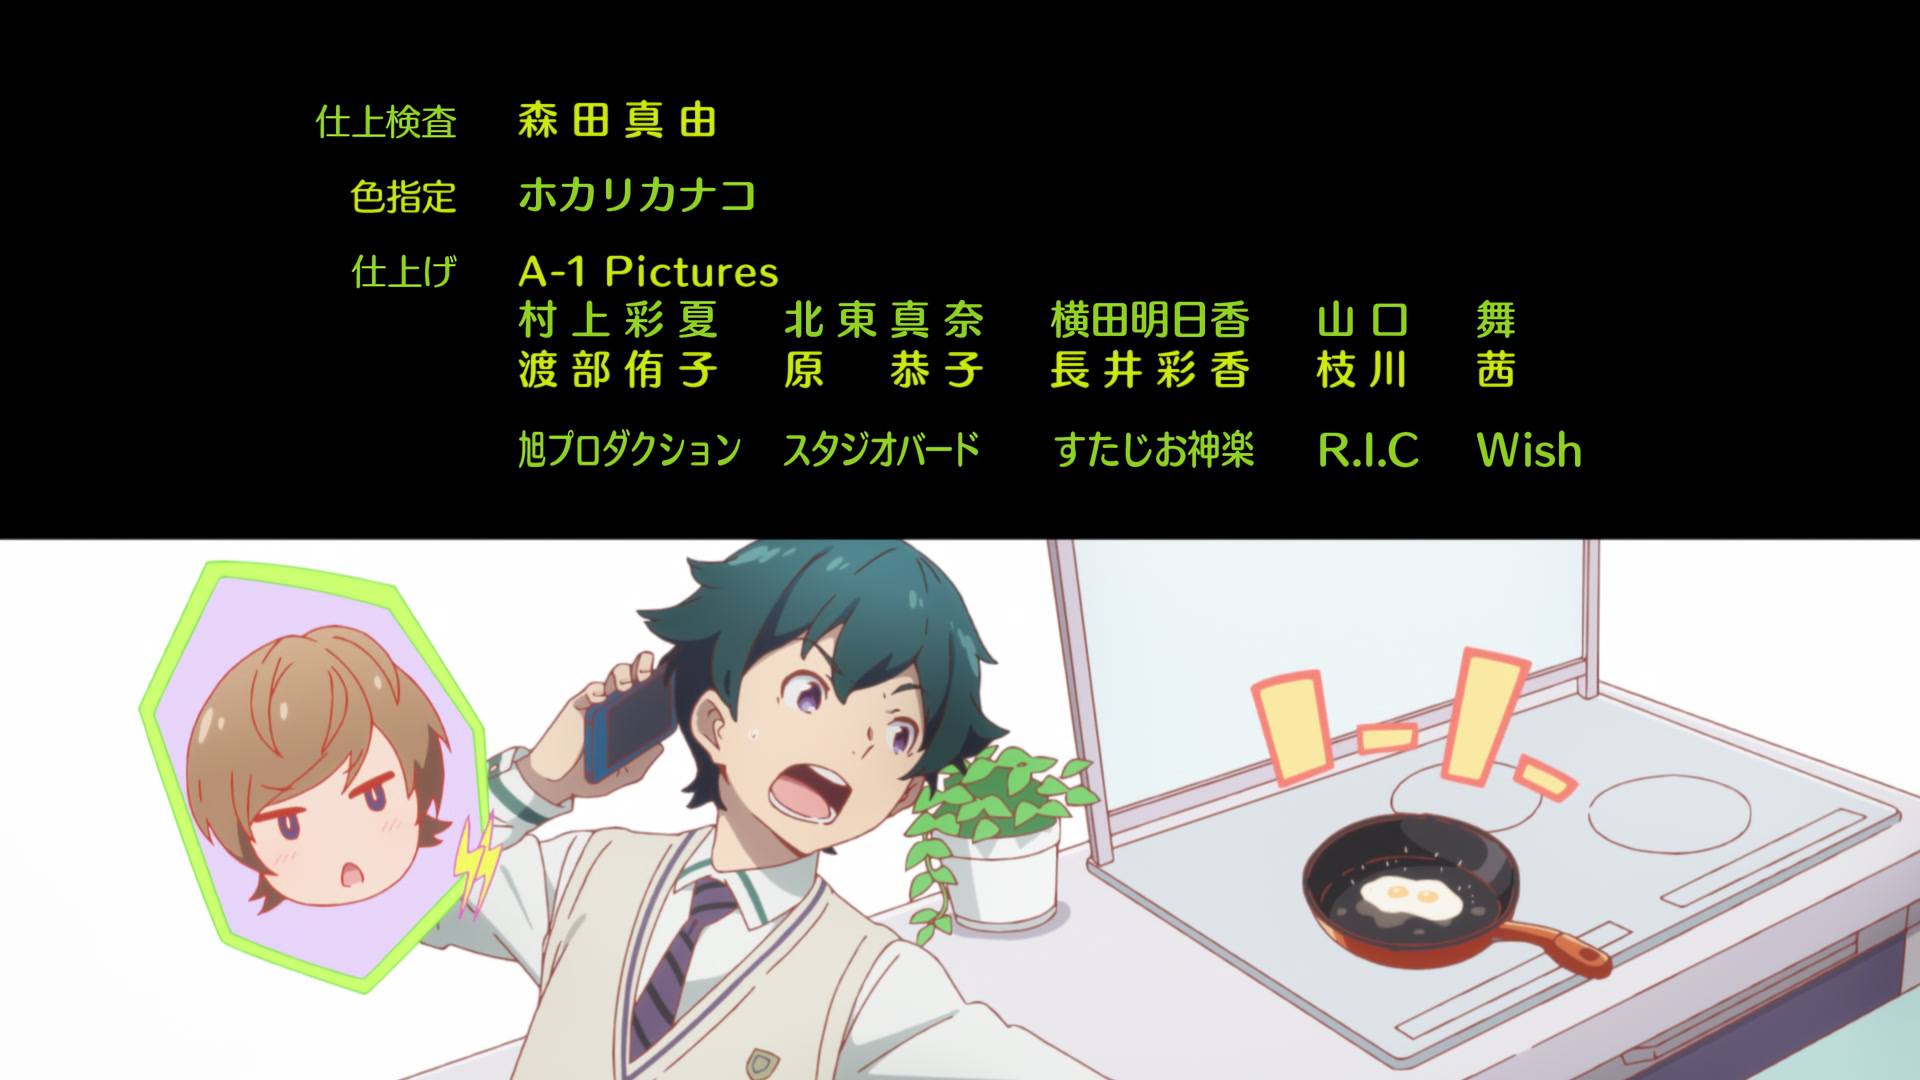 仕上検査 森田真由
色指定 ホカリカナコ
仕上げ A-1 Pictures
村上彩夏 北東真奈 横田明日香 山口 舞
渡部侑子 原 恭子 長井彩香 枝川 茜
旭プロダクション スタジオバード すたじお神楽 R.I.C Wish